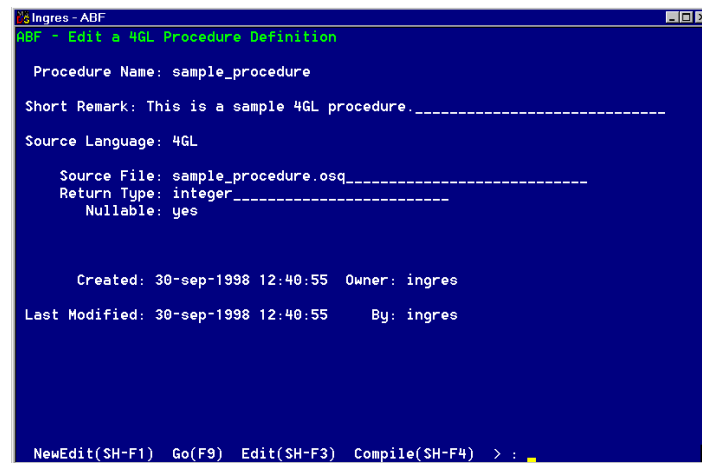 Ingres - ABF
ABF - Edit a 4GL Procedure Definition
Procedure Name: sample_procedure
Short Remark: This is a sample 4GL procedure.____________________________
Source Language: 4GL
Source File: sample_procedure.osq___________________________
Return Type: integer________________________
Nullable: yes
Created: 30-sep-1998 12:40:55 Owner: ingres
Last Modified: 30-sep-1998 12:40:55 By: ingres
NewEdit(SH-F1) Go(F9) Edit(SH-F3) Compile(SH-F4) > : _